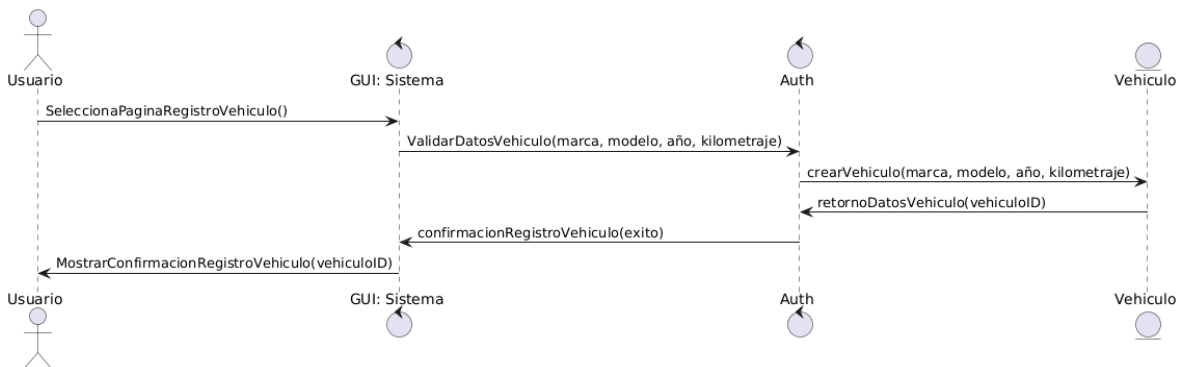 Usuario
GUI: Sistema
Auth
Vehiculo
SeleccionaPaginaRegistroVehiculo()
ValidarDatosVehiculo(marca, modelo, año, kilometraje)
crearVehiculo(marca, modelo, año, kilometraje)
retornoDatosVehiculo(vehiculoID)
confirmacionRegistroVehiculo(exito)
MostrarConfirmacionRegistroVehiculo(vehiculoID)
Usuario
GUI: Sistema
Auth
Vehiculo